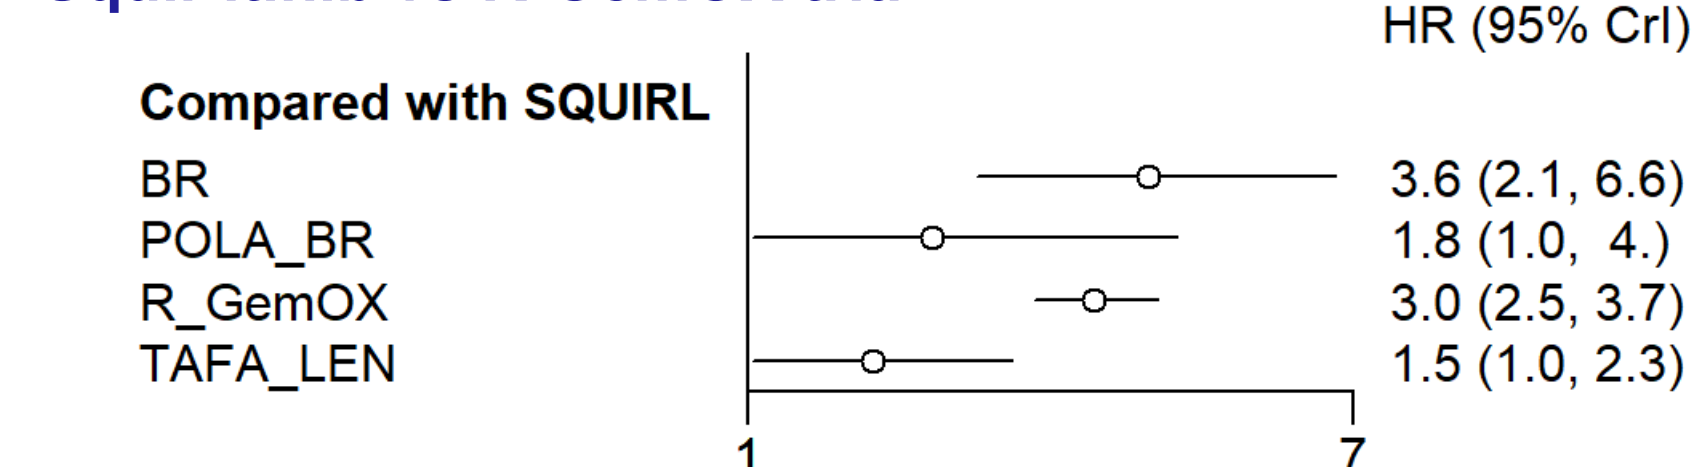 HR (95% CrI)
Compared with SQUIRL
BR 3.6 (2.1, 6.6)
POLA_BR 1.8 (1.0,  4.)
R_GemOX 3.0 (2.5, 3.7)
TAFA_LEN 1.5 (1.0, 2.3)
1 7